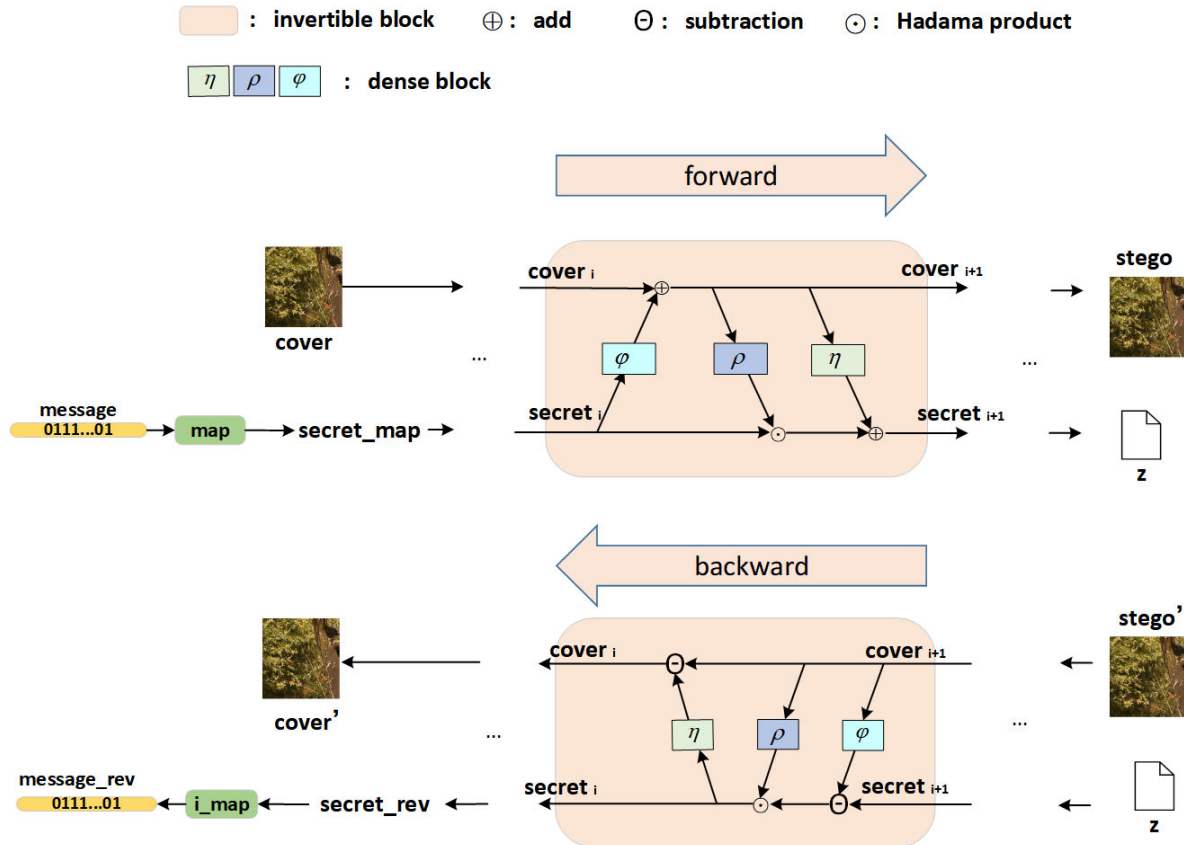 : invertible block ⊕ : add Θ : subtraction ⊙ : Hadama product
η ρ φ : dense block
forward
cover i cover i+1 stego
cover
φ ρ η
... ...
message secret i secret i+1
0111...01 map secret_map
z
backward
cover i cover i+1 stego'
cover'
η ρ φ
... ...
message_rev secret i secret i+1
0111...01 i_map secret_rev
z